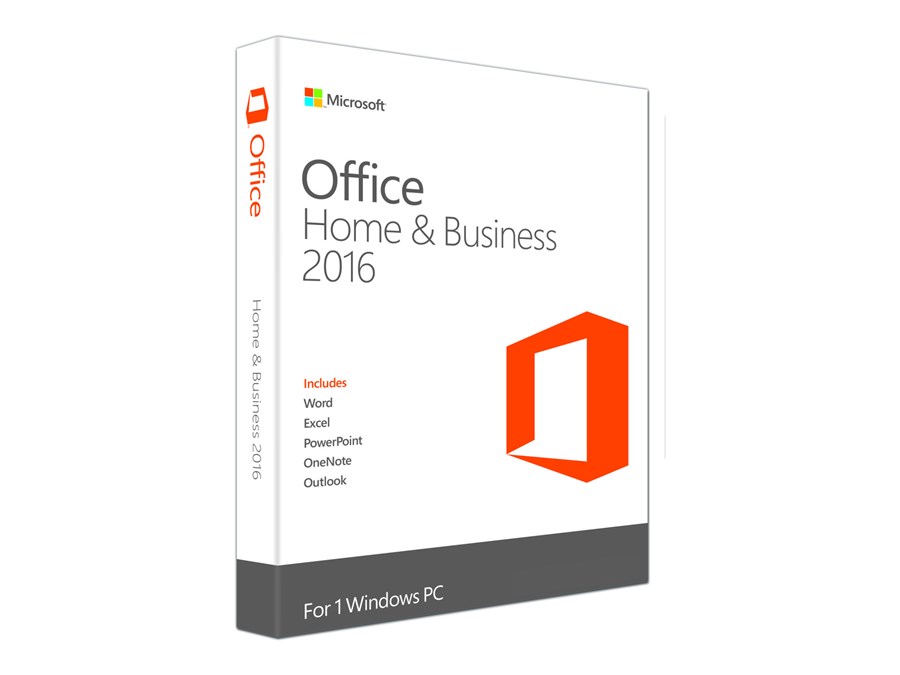 Microsoft
Office
Home & Business
2016
Includes
Word
Excel
PowerPoint
OneNote
Outlook
For 1 Windows PC
Office
Home & Business 2016